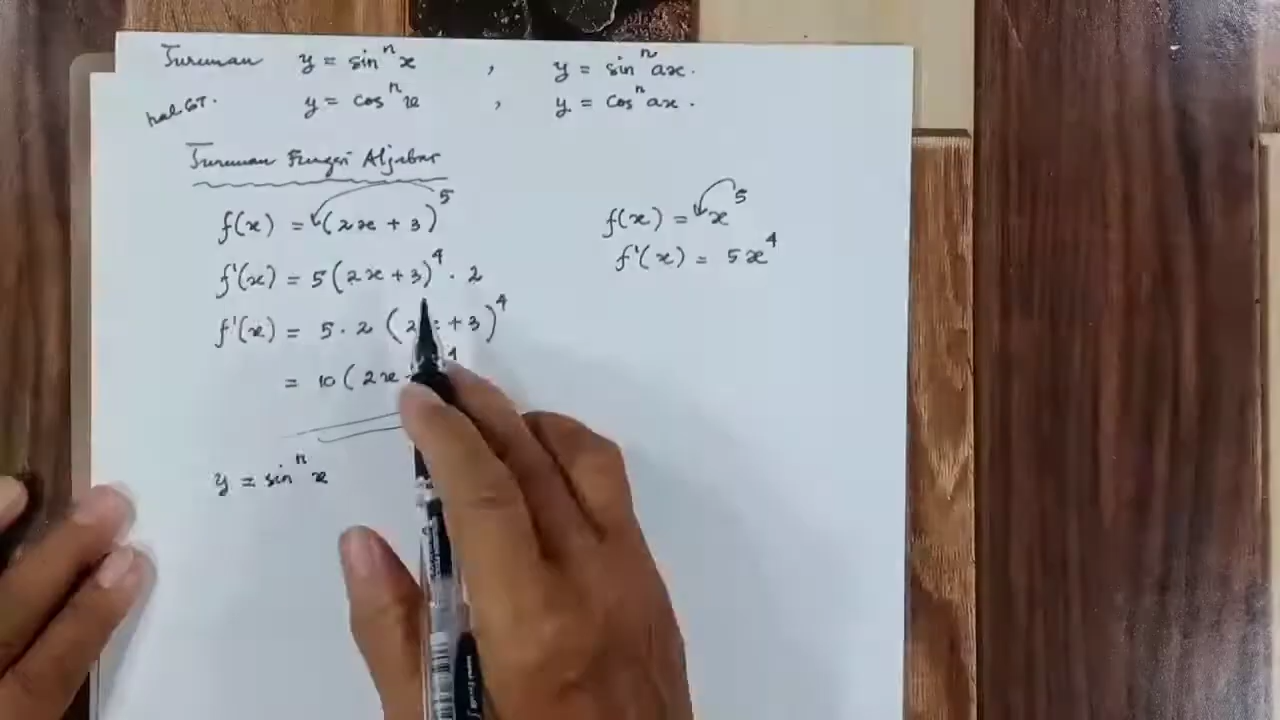 Turunan y = sinⁿ x , y = sinⁿ ax.
hal 67. y = cosⁿ x , y = cosⁿ ax.
Turunan Fungsi Aljabar
f(x) = (2x + 3)⁵
f'(x) = 5(2x+3)⁴ · 2
f'(x) = 5 · 2 (2x + 3)⁴
= 10 (2x
y = sinⁿ x
f(x) = x⁵
f'(x) = 5x⁴